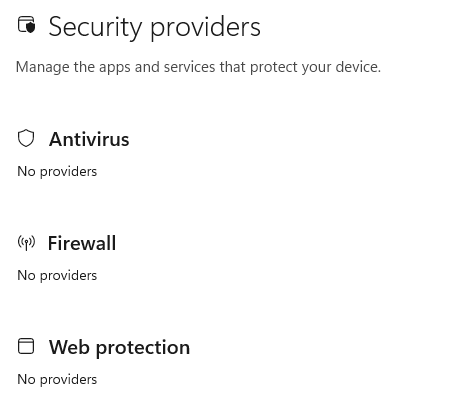 Security providers
Manage the apps and services that protect your device.
Antivirus
No providers
Firewall
No providers
Web protection
No providers